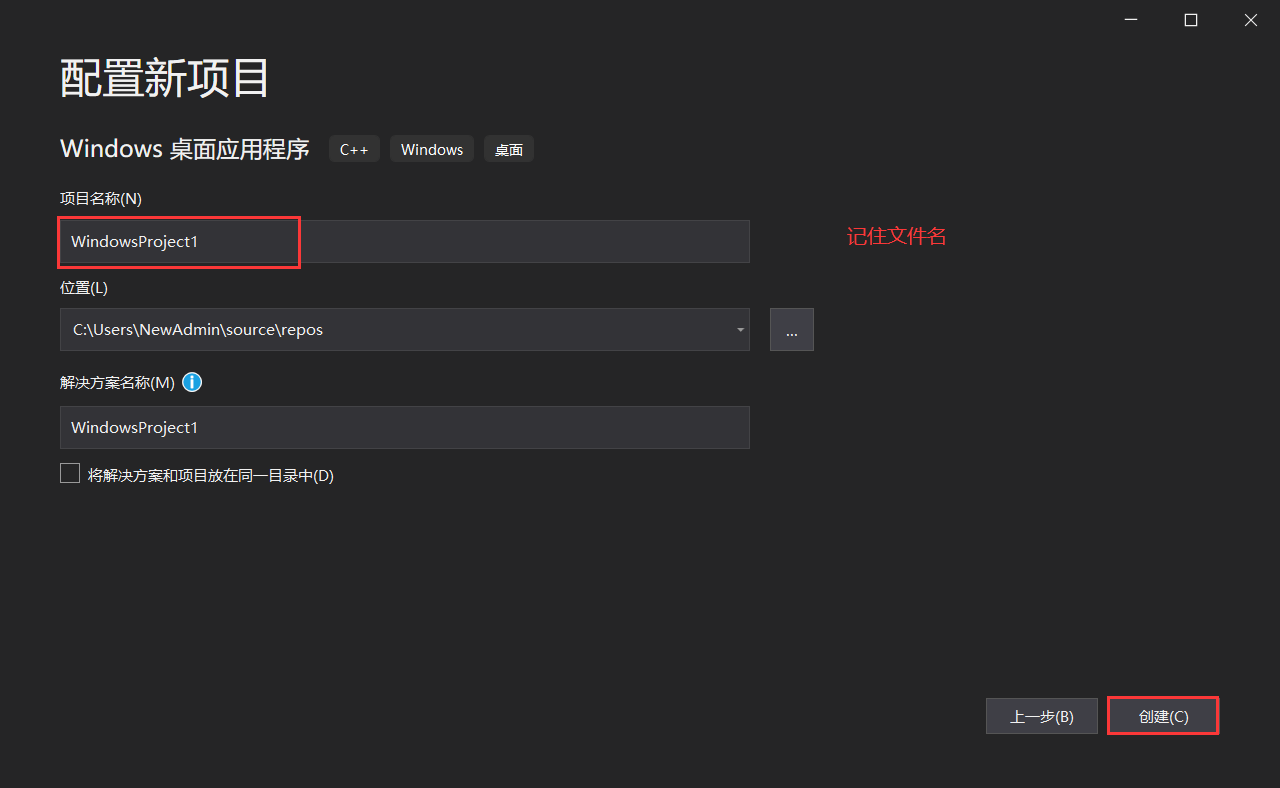 配置新项目
Windows 桌面应用程序 C++ Windows 桌面
项目名称(N)
WindowsProject1
记住文件名
位置(L)
C:\Users\NewAdmin\source\repos
...
解决方案名称(M)
WindowsProject1
将解决方案和项目放在同一目录中(D)
上一步(B) 创建(C)